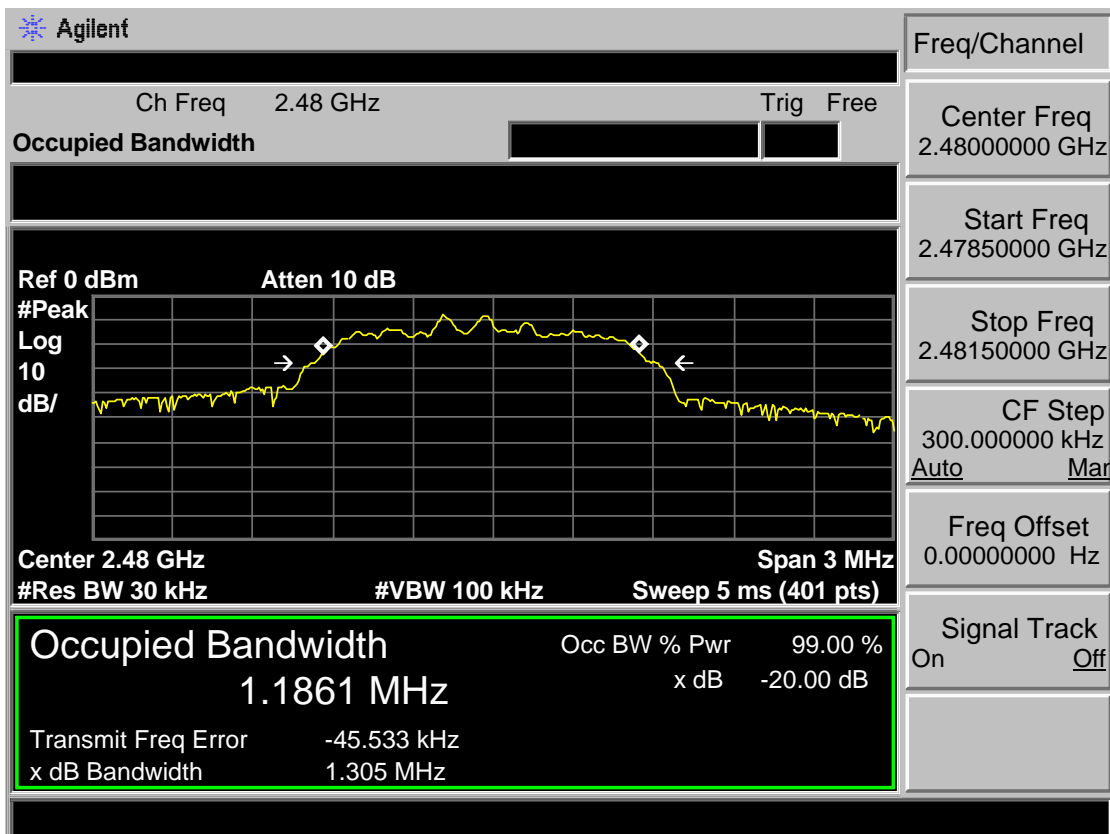 Agilent
Freq/Channel
Ch Freq 2.48 GHz Trig Free
Occupied Bandwidth
Center Freq
2.48000000 GHz
Start Freq
2.47850000 GHz
Ref 0 dBm Atten 10 dB
#Peak
Log
10
dB/
Stop Freq
2.48150000 GHz
CF Step
300.000000 kHz
Auto Man
Freq Offset
0.00000000 Hz
Center 2.48 GHz Span 3 MHz
#Res BW 30 kHz #VBW 100 kHz Sweep 5 ms (401 pts)
Signal Track
On Off
Occupied Bandwidth
1.1861 MHz
Occ BW % Pwr 99.00 %
x dB -20.00 dB
Transmit Freq Error -45.533 kHz
x dB Bandwidth 1.305 MHz